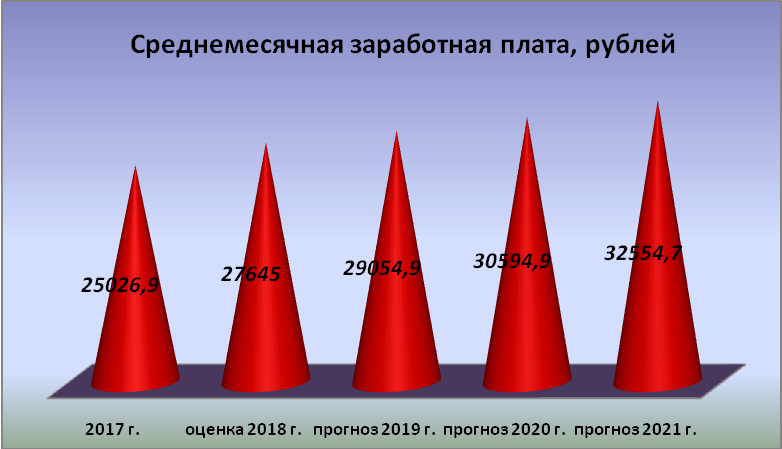 Среднемесячная заработная плата, рублей
25026,9
27645
29054,9
30594,9
32554,7
2017 г.
оценка 2018 г.
прогноз 2019 г.
прогноз 2020 г.
прогноз 2021 г.